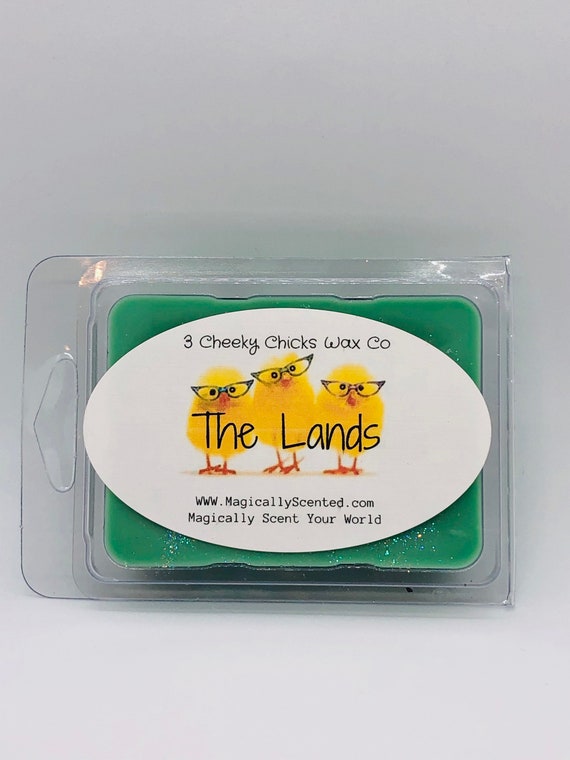 3 Cheeky Chicks Wax Co
The Lands
WWW.MagicallyScented.com
Magically Scent Your World